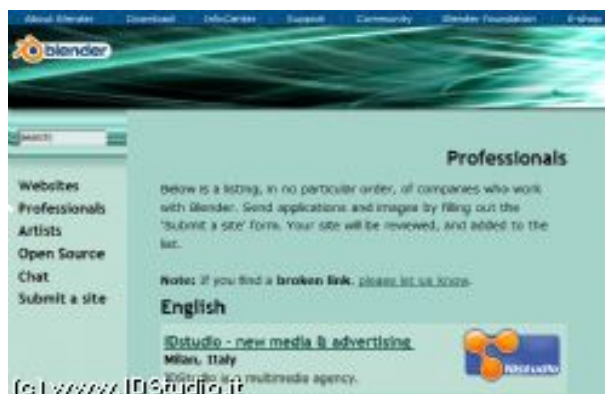 About Blender Download InfoCenter Support Community Blender Foundation E-shop
blender
search
Professionals
Websites
Professionals
Artists
Open Source
Chat
Submit a site
Below is a listing, in no particular order, of companies who work
with Blender. Send applications and images by filling out the
'Submit a site' form. Your site will be reviewed, and added to the
list.
Note: If you find a broken link, please let us know.
English
IDstudio - new media & advertising
Milan, Italy
IDStudio is a multimedia agency.
IDstudio
(c) www.IDStudio.it